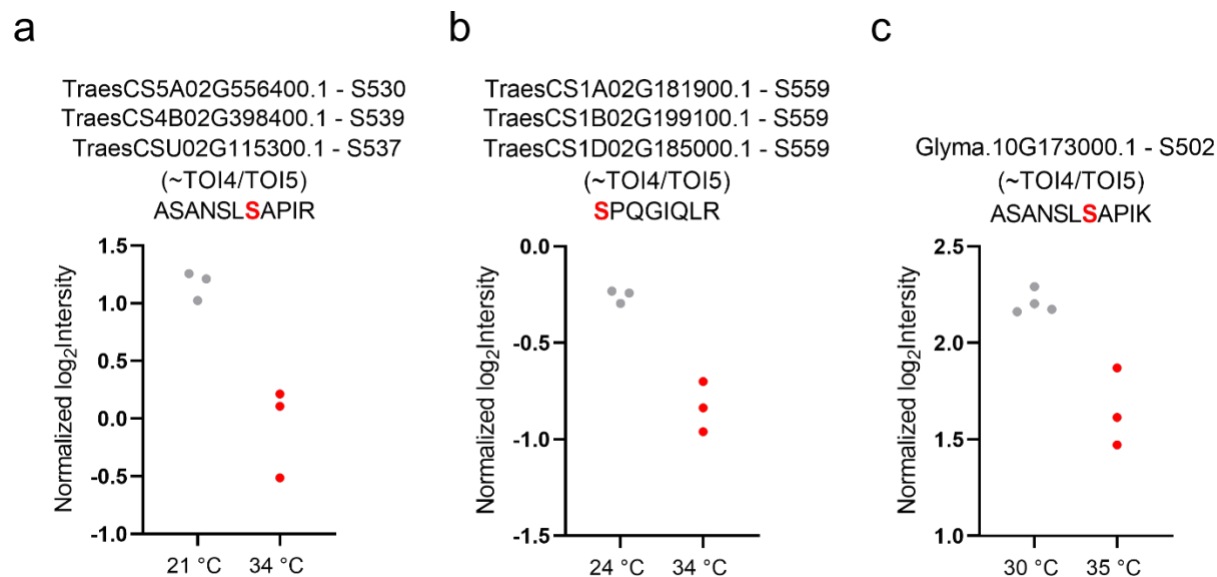 a
TraesCS5A02G556400.1 - S530
TraesCS4B02G398400.1 - S539
TraesCSU02G115300.1 - S537
(~TOI4/TOI5)
ASANSLSAPIR
Normalized log₂Intensity
1.5
1.0
0.5
0.0
-0.5
-1.0
21 °C
34 °C
b
TraesCS1A02G181900.1 - S559
TraesCS1B02G199100.1 - S559
TraesCS1D02G185000.1 - S559
(~TOI4/TOI5)
SPQGIQLR
Normalized log₂Intensity
0.0
-0.5
-1.0
-1.5
24 °C
34 °C
c
Glyma.10G173000.1 - S502
(~TOI4/TOI5)
ASANSLSAPIK
Normalized log₂Intensity
2.5
2.0
1.5
1.0
30 °C
35 °C